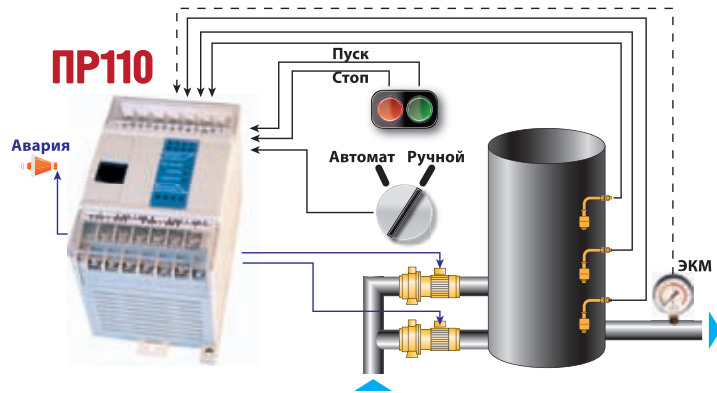 ПР110
Пуск
Стоп
Авария
Автомат Ручной
ЭКМ